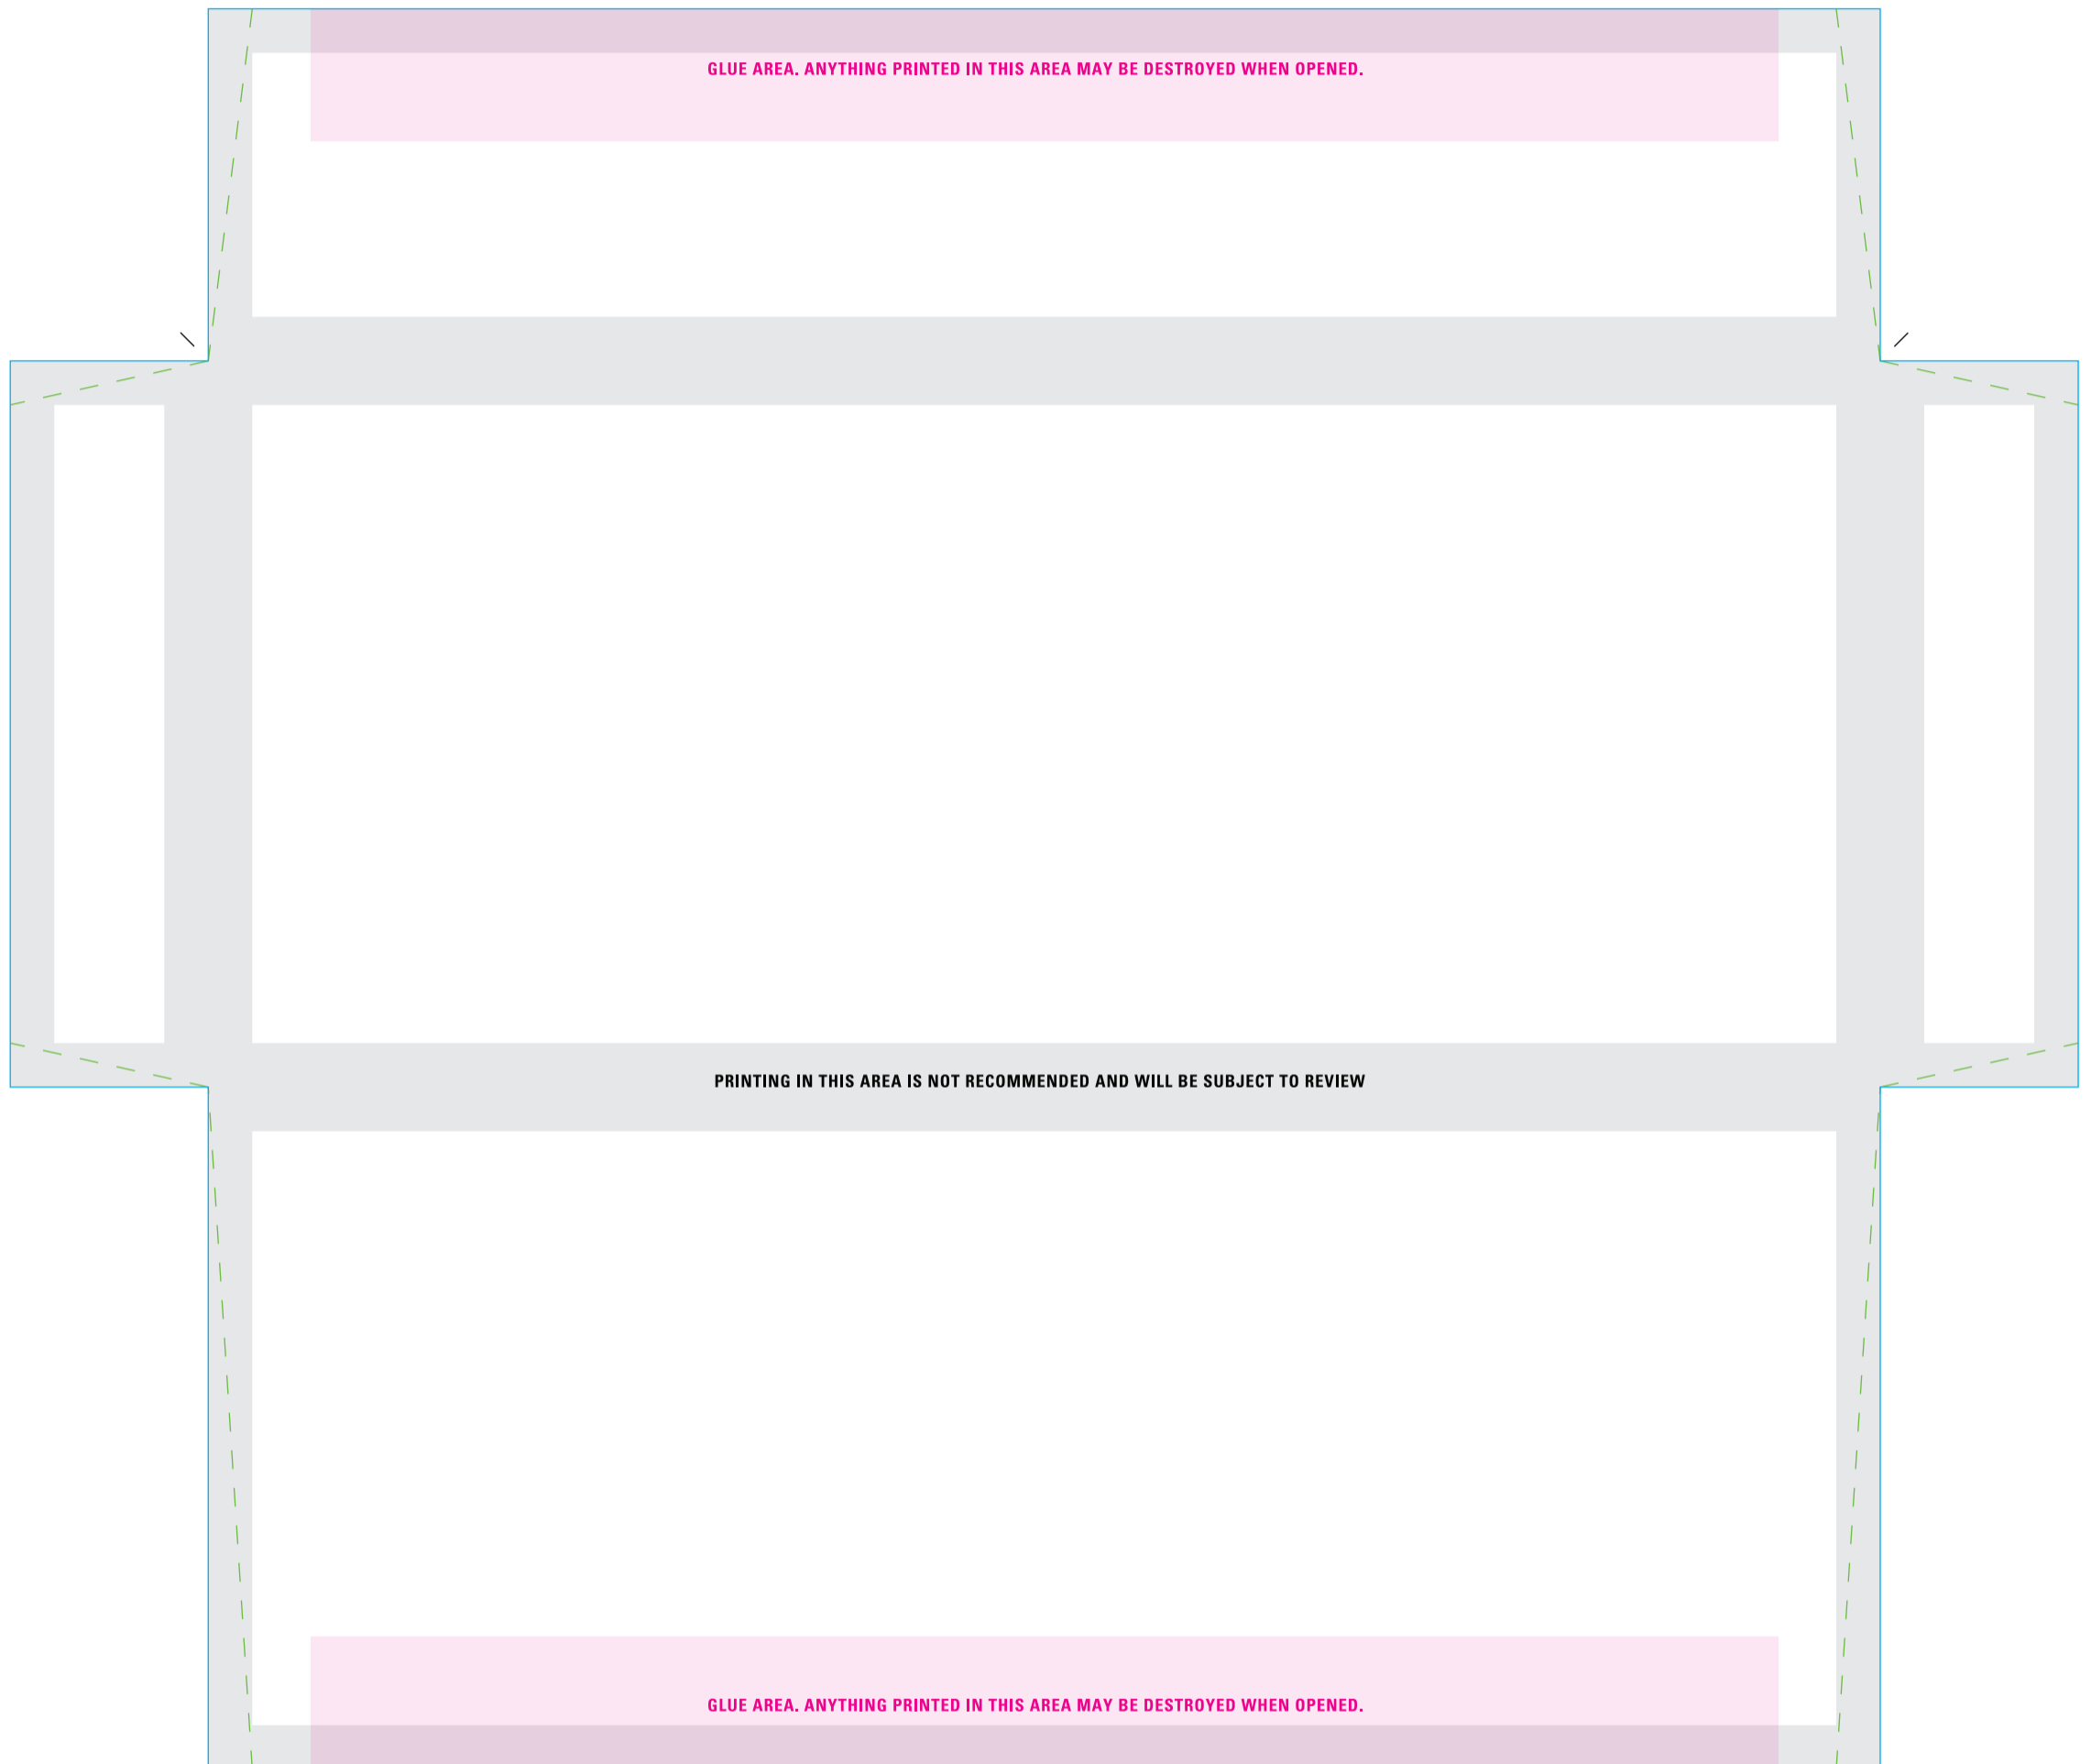 GLUE AREA. ANYTHING PRINTED IN THIS AREA MAY BE DESTROYED WHEN OPENED.
PRINTING IN THIS AREA IS NOT RECOMMENDED AND WILL BE SUBJECT TO REVIEW
GLUE AREA. ANYTHING PRINTED IN THIS AREA MAY BE DESTROYED WHEN OPENED.